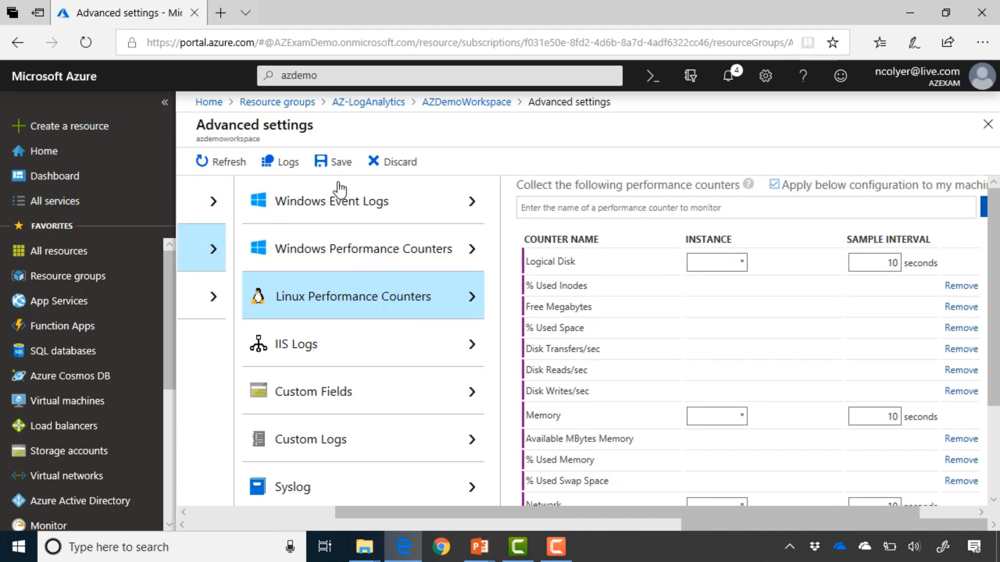 Advanced settings - Mic
https://portal.azure.com/#@AZExamDemo.onmicrosoft.com/resource/subscriptions/f031e50e-8fd2-4d6b-8a7d-4adf6322cc46/resourceGroups/A
Microsoft Azure
azdemo
4
ncolyer@live.com
AZEXAM
Create a resource
Home
Dashboard
All services
FAVORITES
All resources
Resource groups
App Services
Function Apps
SQL databases
Azure Cosmos DB
Virtual machines
Load balancers
Storage accounts
Virtual networks
Azure Active Directory
Monitor
Home > Resource groups > AZ-LogAnalytics > AZDemoWorkspace > Advanced settings
Advanced settings
azdemoworkspace
Refresh Logs Save Discard
Windows Event Logs
Windows Performance Counters
Linux Performance Counters
IIS Logs
Custom Fields
Custom Logs
Syslog
Collect the following performance counters ? Apply below configuration to my machin
Enter the name of a performance counter to monitor
COUNTER NAME INSTANCE SAMPLE INTERVAL
Logical Disk * 10 seconds
% Used Inodes Remove
Free Megabytes Remove
% Used Space Remove
Disk Transfers/sec Remove
Disk Reads/sec Remove
Disk Writes/sec Remove
Memory * 10 seconds
Available MBytes Memory Remove
% Used Memory Remove
% Used Swap Space Remove
Network * 10 seconds
Type here to search